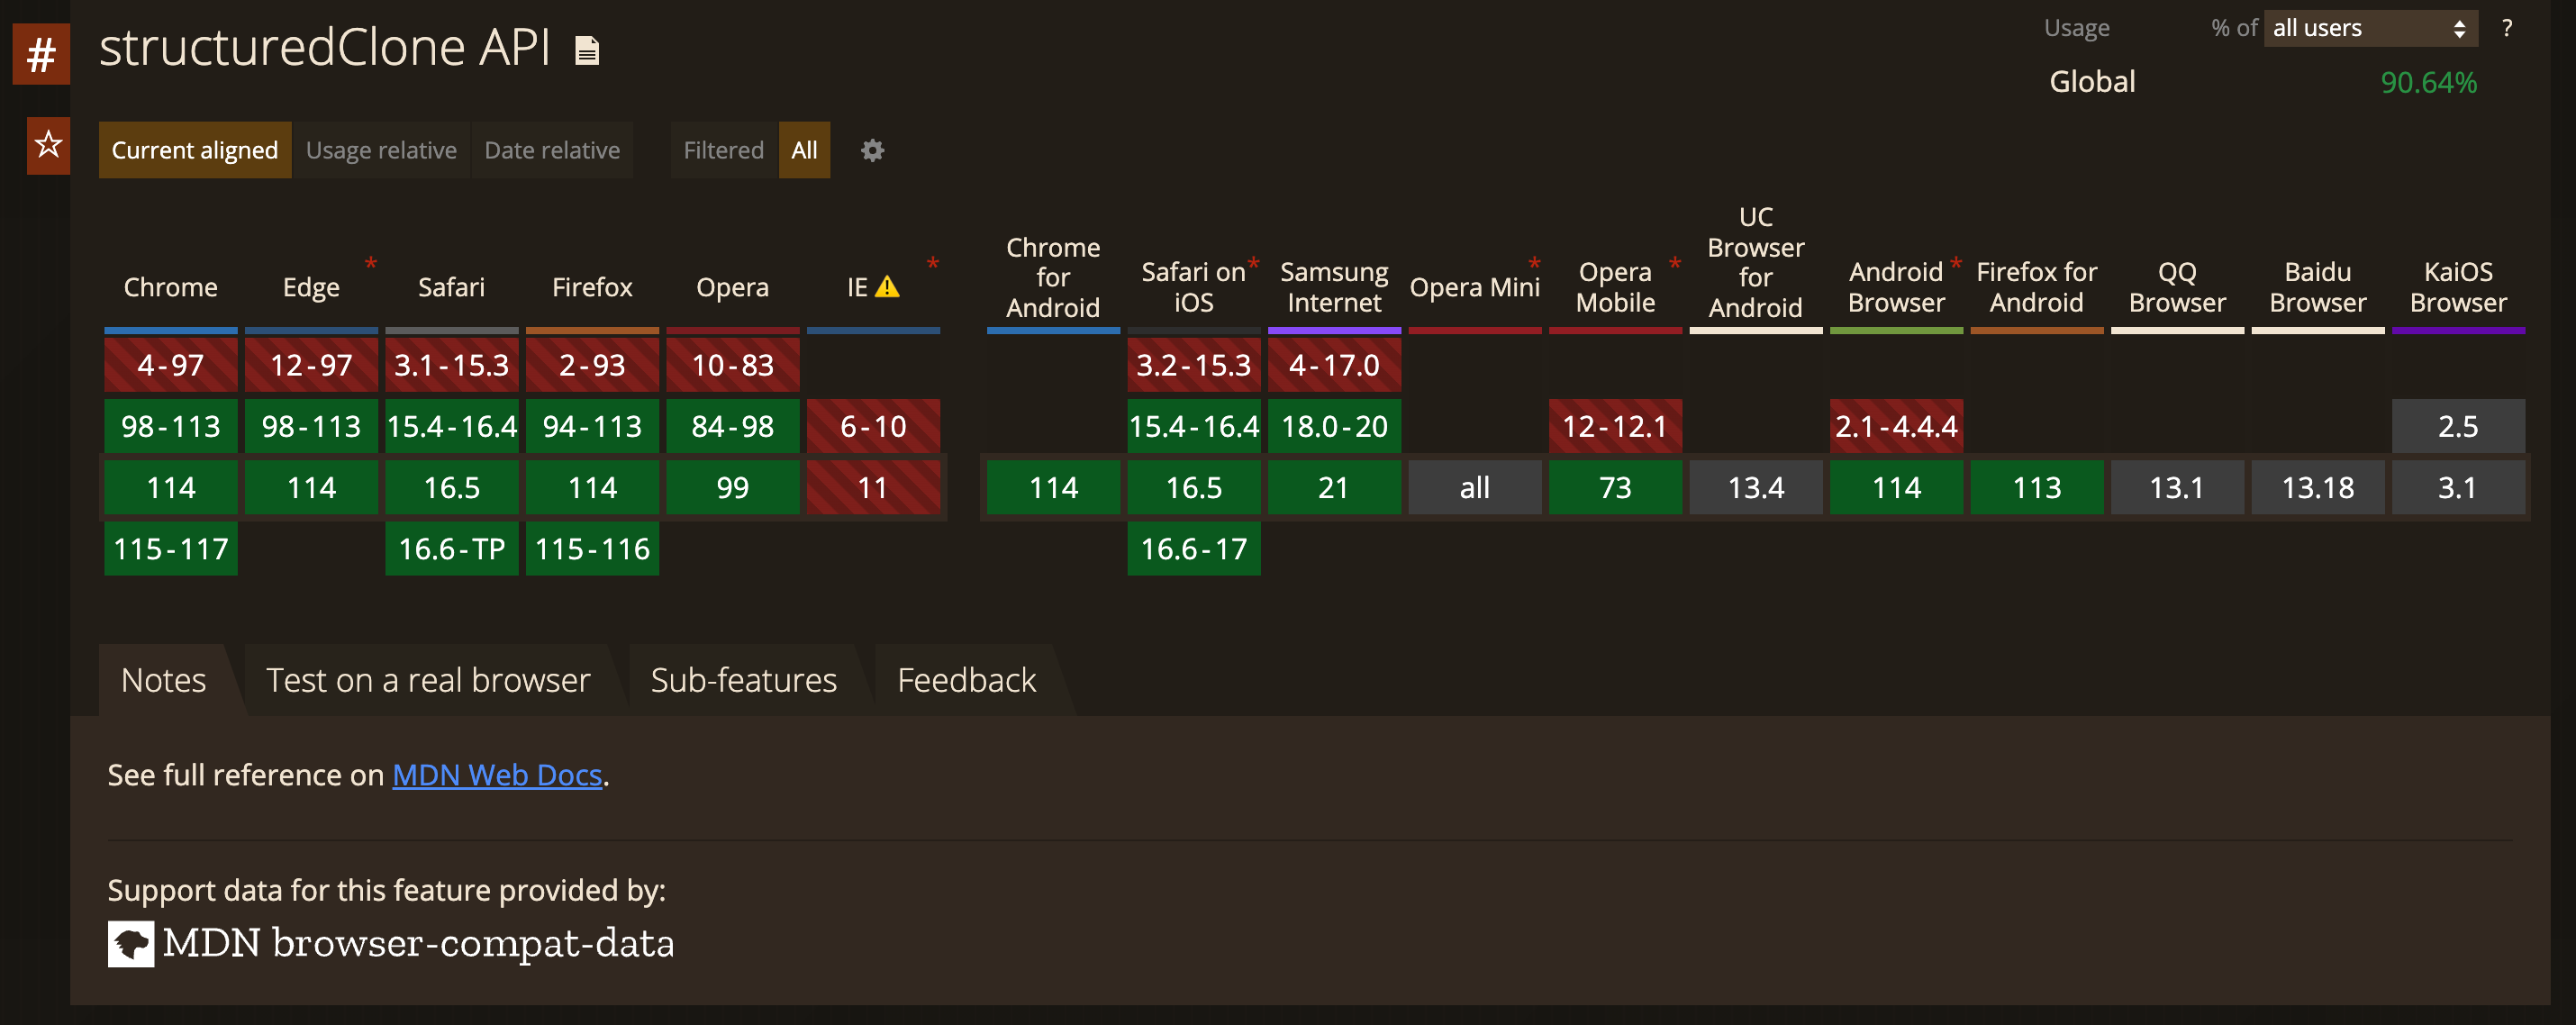 #
structuredClone API
Usage % of all users ?
Global 90.64%
☆
Current aligned Usage relative Date relative Filtered All
Chrome Edge * Safari Firefox Opera IE ⚠ * Chrome for Android Safari on iOS * Samsung Internet Opera Mini * Opera Mobile * UC Browser for Android Android Browser * Firefox for Android QQ Browser Baidu Browser KaiOS Browser
4-97 12-97 3.1-15.3 2-93 10-83 3.2-15.3 4-17.0
98-113 98-113 15.4-16.4 94-113 84-98 6-10 15.4-16.4 18.0-20 12-12.1 2.1-4.4.4 2.5
114 114 16.5 114 99 11 114 16.5 21 all 73 13.4 114 113 13.1 13.18 3.1
115-117 16.6-TP 115-116 16.6-17
Notes Test on a real browser Sub-features Feedback
See full reference on MDN Web Docs.
Support data for this feature provided by:
MDN browser-compat-data